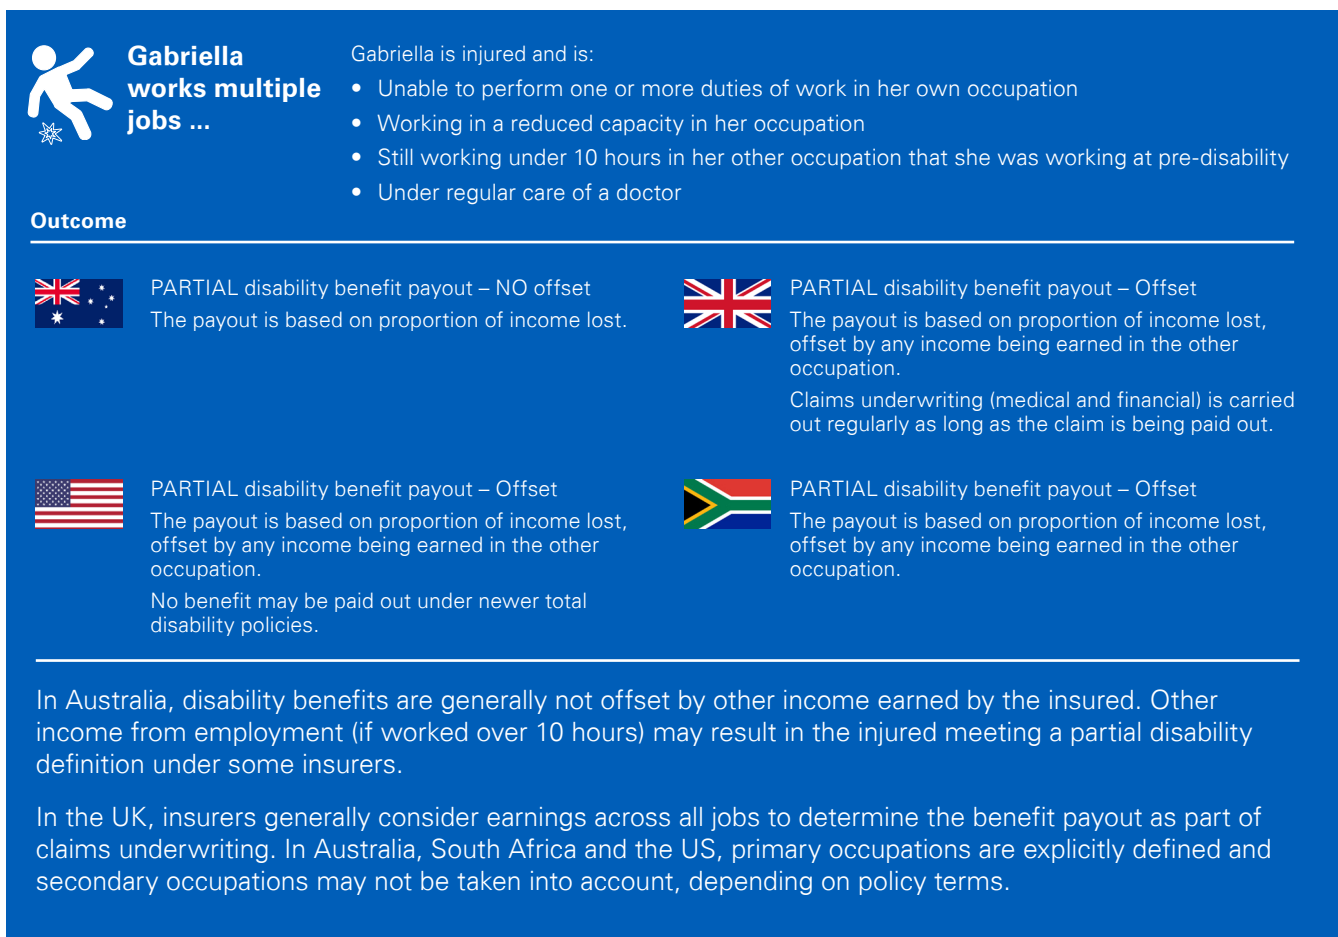 Gabriella
works multiple
jobs ...
Gabriella is injured and is:
• Unable to perform one or more duties of work in her own occupation
• Working in a reduced capacity in her occupation
• Still working under 10 hours in her other occupation that she was working at pre-disability
• Under regular care of a doctor
Outcome
PARTIAL disability benefit payout – NO offset
The payout is based on proportion of income lost.
PARTIAL disability benefit payout – Offset
The payout is based on proportion of income lost,
offset by any income being earned in the other
occupation.
Claims underwriting (medical and financial) is carried
out regularly as long as the claim is being paid out.
PARTIAL disability benefit payout – Offset
The payout is based on proportion of income lost,
offset by any income being earned in the other
occupation.
No benefit may be paid out under newer total
disability policies.
PARTIAL disability benefit payout – Offset
The payout is based on proportion of income lost,
offset by any income being earned in the other
occupation.
In Australia, disability benefits are generally not offset by other income earned by the insured. Other
income from employment (if worked over 10 hours) may result in the injured meeting a partial disability
definition under some insurers.
In the UK, insurers generally consider earnings across all jobs to determine the benefit payout as part of
claims underwriting. In Australia, South Africa and the US, primary occupations are explicitly defined and
secondary occupations may not be taken into account, depending on policy terms.